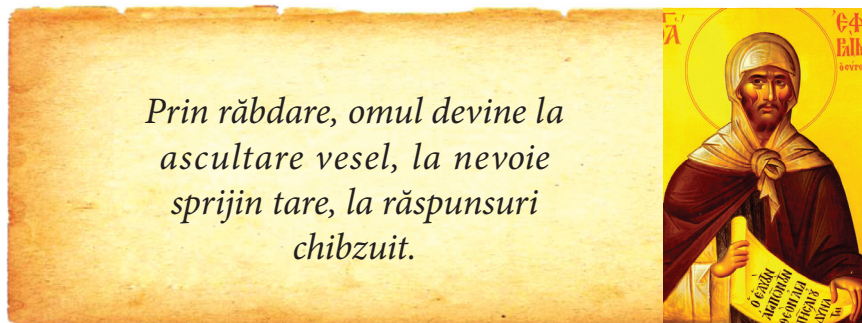 Prin răbdare, omul devine la
ascultare vesel, la nevoie
sprijin tare, la răspunsuri
chibzuit.